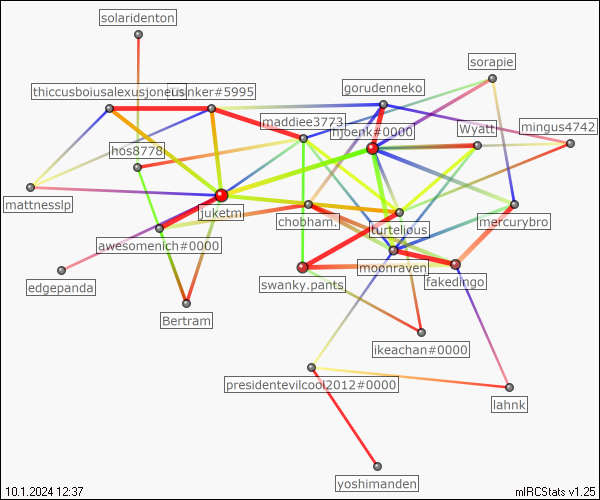 solaridenton
sorapie
thiccusboiusalexusjoneus
nker#5995
gorudenneko
maddiee3773
njoenk#0000
Wyatt
mingus4742
hos8778
mattnesslp
juketm
chobham.
turtelious
mercurybro
awesomenich#0000
moonraven
edgepanda
swanky.pants
fakedingo
Bertram
ikeachan#0000
presidentevilcool2012#0000
lahnk
yoshimanden
10.1.2024 12:37
mIRCStats v1.25